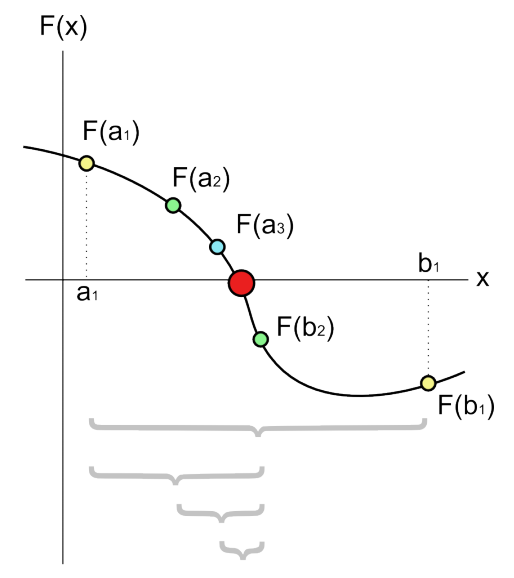 F(x)
F(a₁)
F(a₂)
F(a₃)
b₁
x
a₁
F(b₂)
F(b₁)